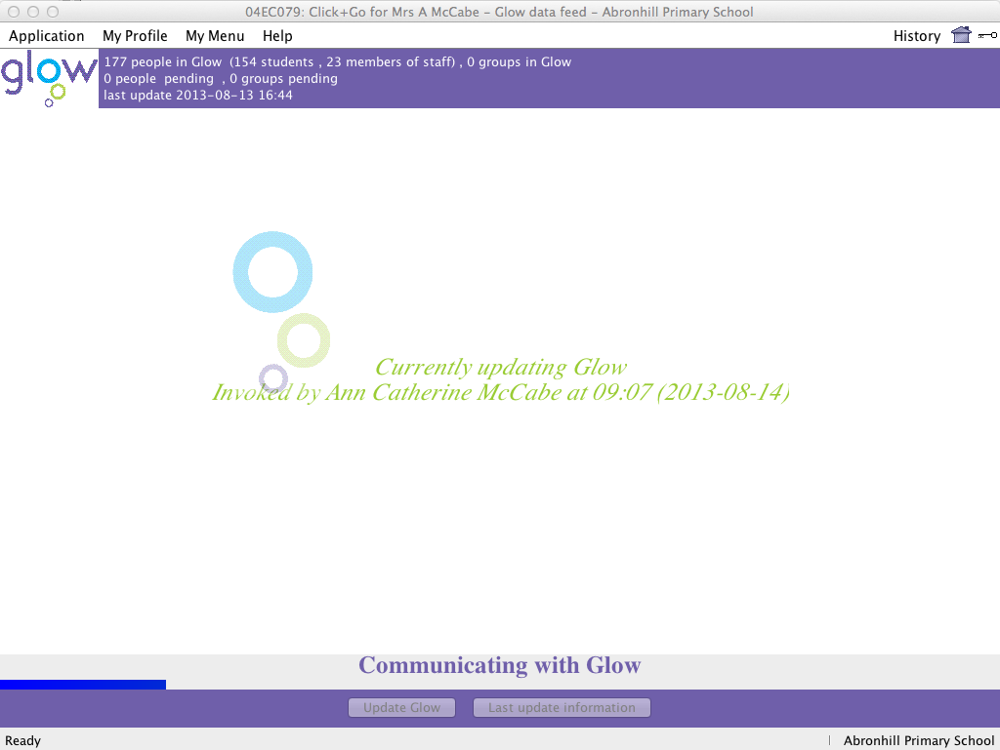 04EC079: Click+Go for Mrs A McCabe - Glow data feed - Abronhill Primary School
Application My Profile My Menu Help History
glow
177 people in Glow (154 students , 23 members of staff) , 0 groups in Glow
0 people pending , 0 groups pending
last update 2013-08-13 16:44
Currently updating Glow
Invoked by Ann Catherine McCabe at 09:07 (2013-08-14)
Communicating with Glow
Update Glow Last update information
Ready Abronhill Primary School